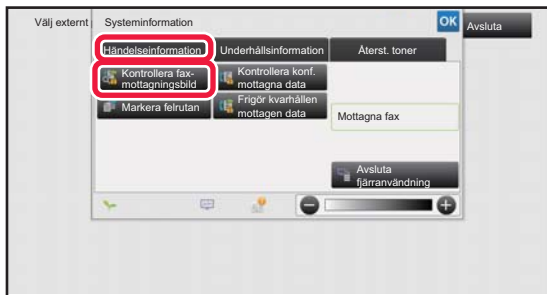 Välj externt
Systeminformation
OK
Avsluta
Händelseinformation
Underhållsinformation
Återst. toner
Kontrollera fax-
mottagningsbild
Kontrollera konf.
mottagna data
Markera felrutan
Frigör kvarhållen
mottagen data
Mottagna fax
Avsluta
fjärranvändning